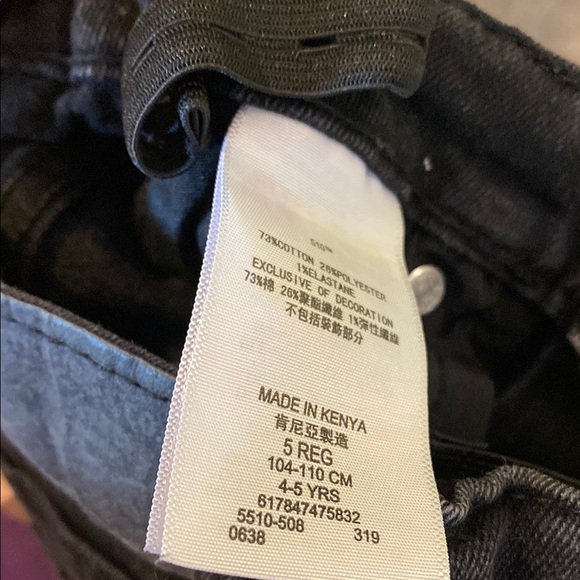 510™
73%COTTON 26%POLYESTER
1%ELASTANE
EXCLUSIVE OF DECORATION
73%棉 26%聚酯纖維 1%彈性纖維
不包括裝飾部分
MADE IN KENYA
肯尼亞製造
5 REG
104-110 CM
4-5 YRS
617847475832
5510-508 319
0638